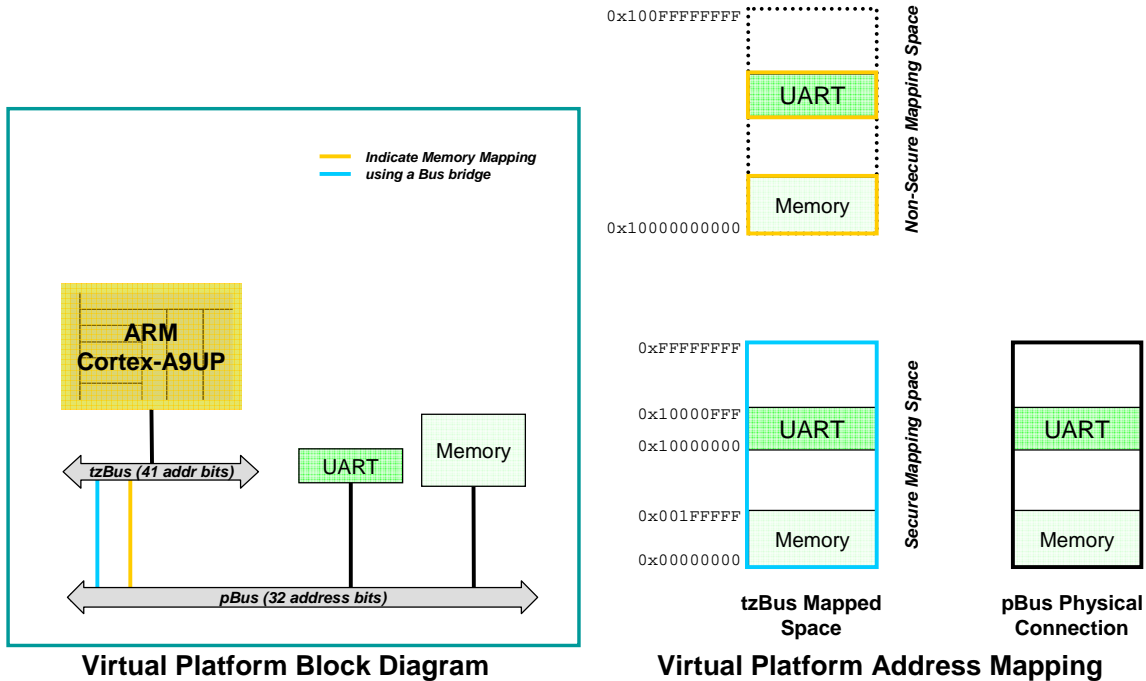 Indicate Memory Mapping
using a Bus bridge
ARM
Cortex-A9UP
tzBus (41 addr bits)
UART
Memory
pBus (32 address bits)
Virtual Platform Block Diagram
0x100FFFFFFFF
UART
Memory
0x10000000000
Non-Secure Mapping Space
0xFFFFFFFF
0x10000FFF
UART
0x10000000
0x001FFFFF
Memory
0x00000000
Secure Mapping Space
tzBus Mapped
Space
UART
Memory
pBus Physical
Connection
Virtual Platform Address Mapping